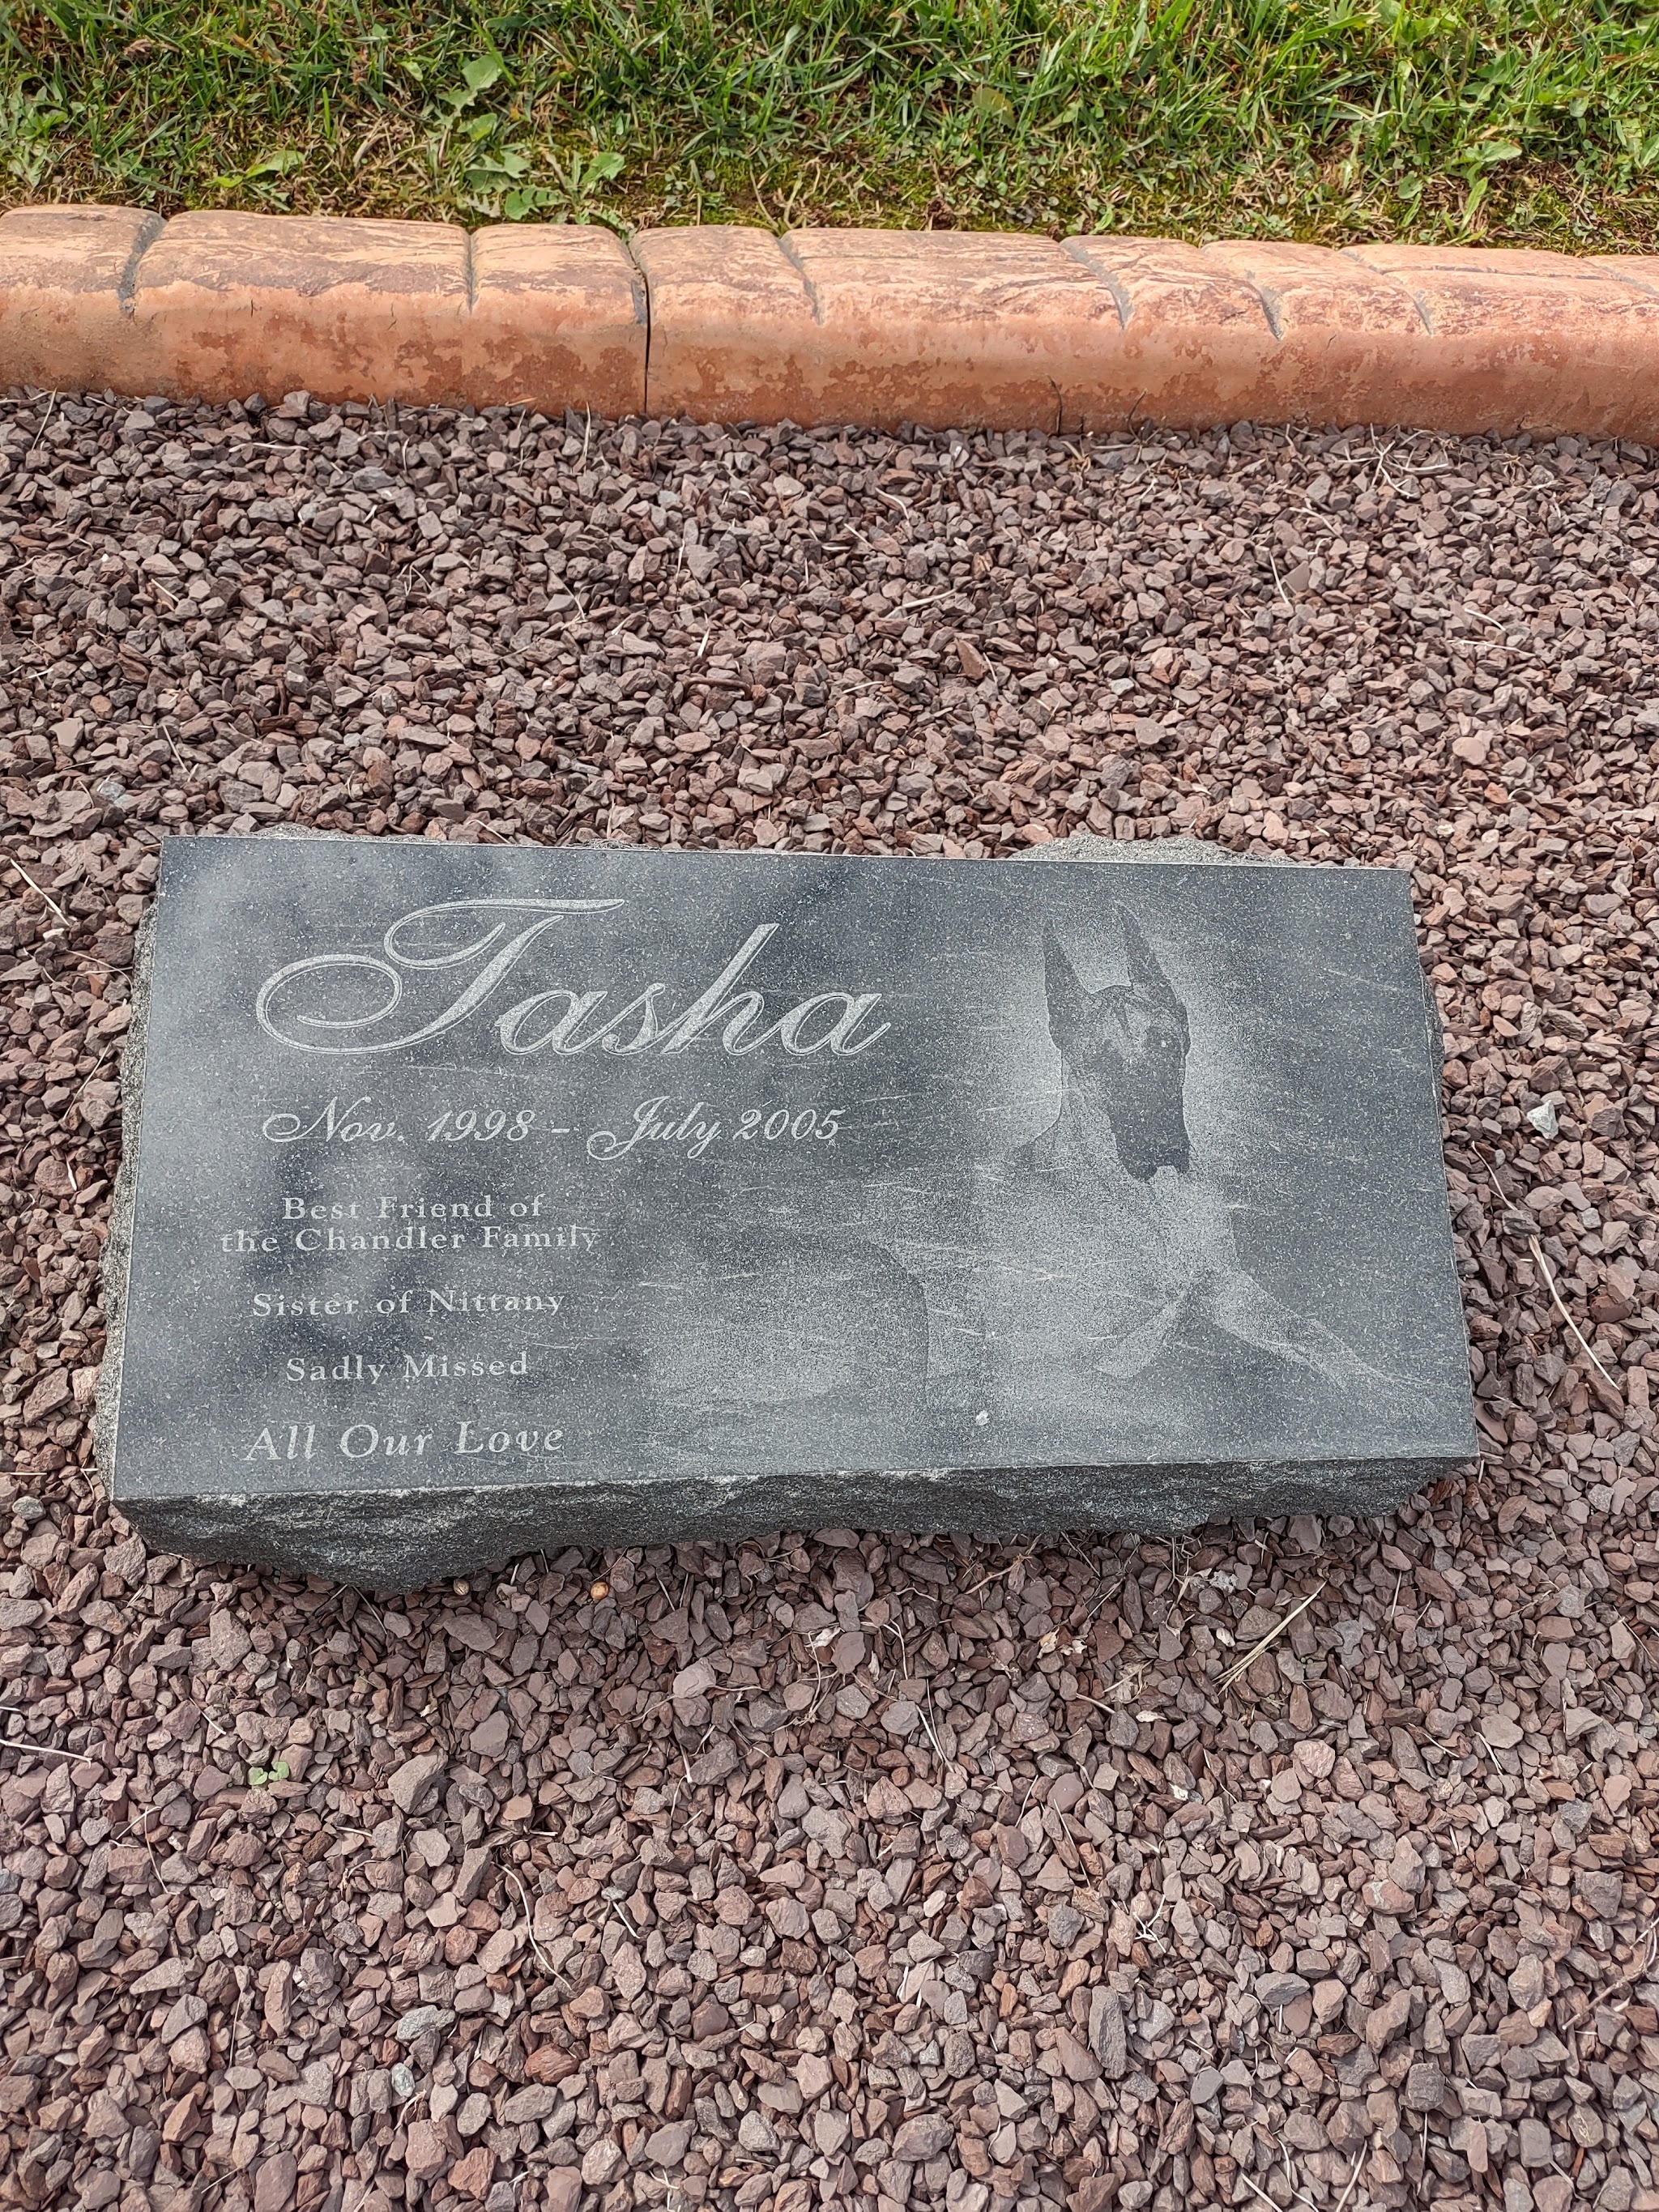 Tasha
Nov. 1998 - July 2005
Best Friend of
the Chandler Family
Sister of Nittany
Sadly Missed
All Our Love